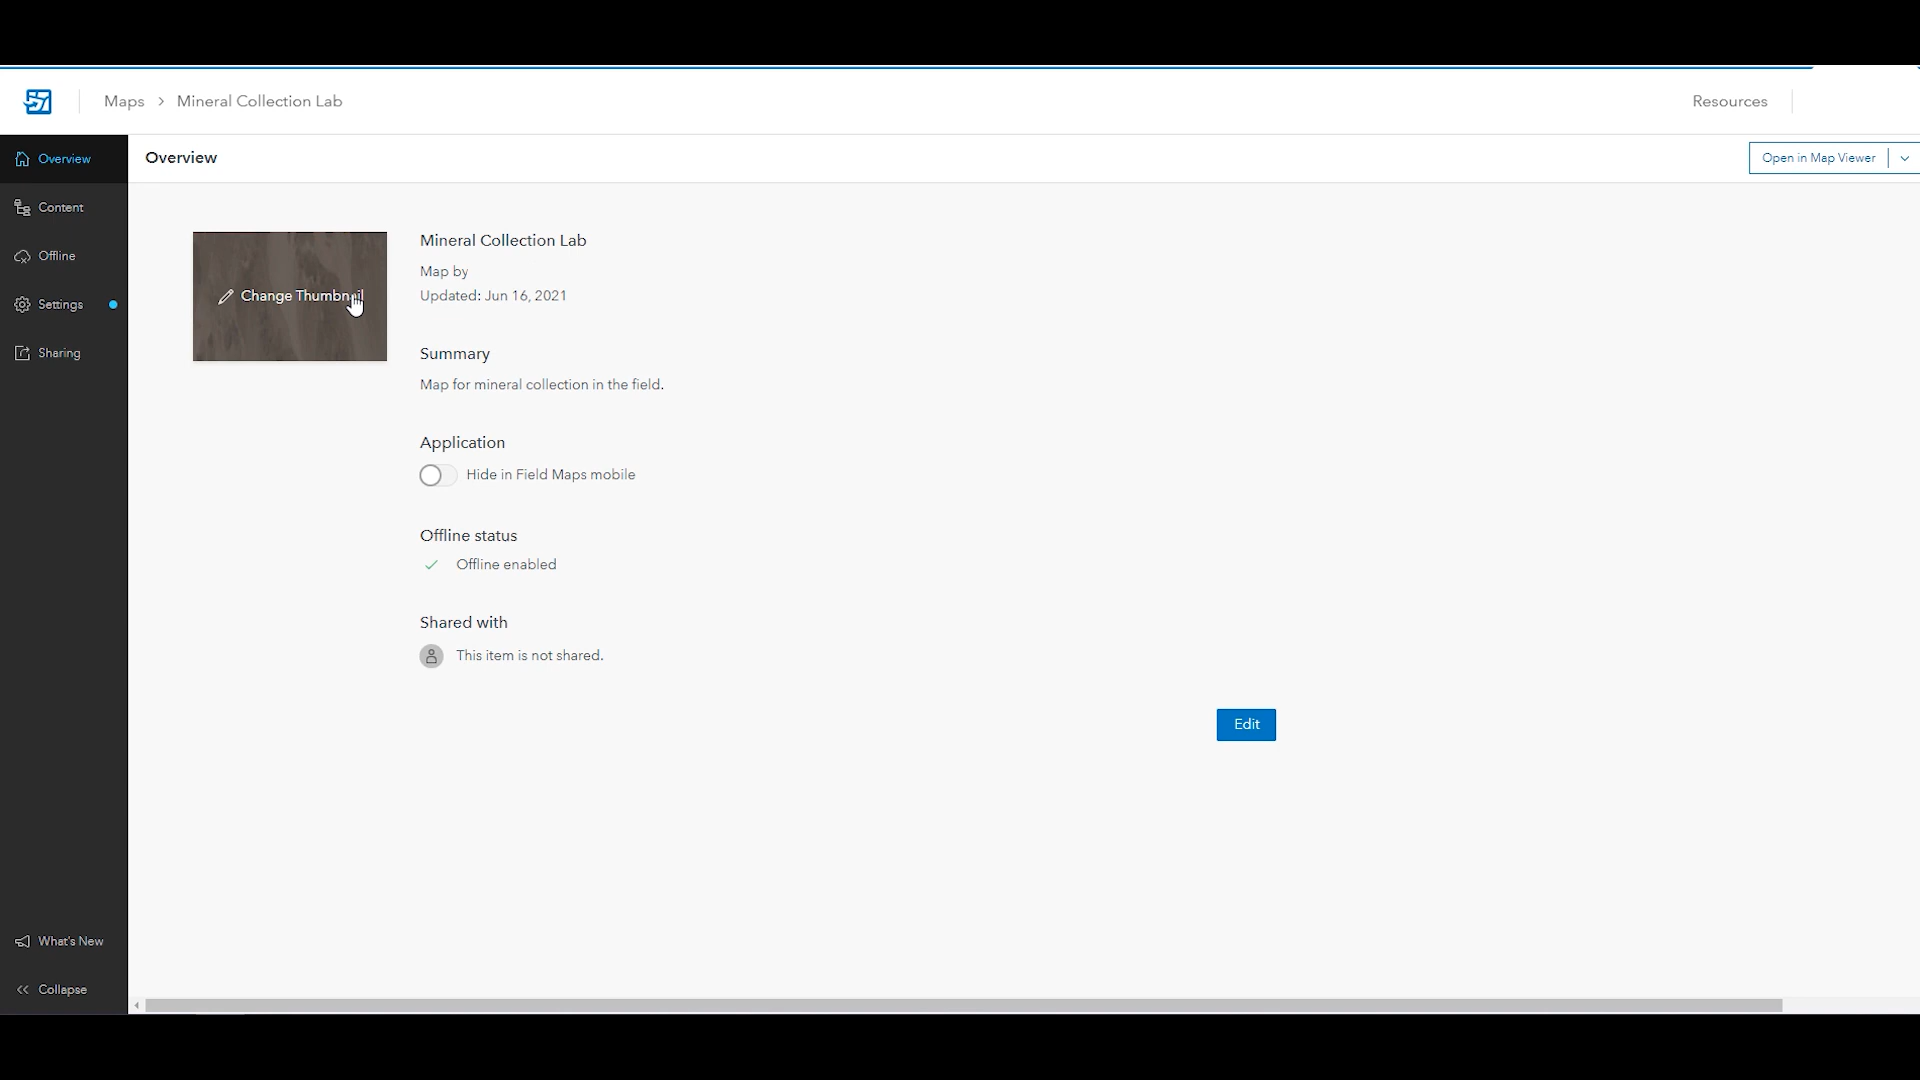 Maps > Mineral Collection Lab
Resources
Overview
Content
Offline
Settings
Sharing
What's New
Collapse
Overview
Open in Map Viewer
Change Thumbnail
Mineral Collection Lab
Map by
Updated: Jun 16, 2021
Summary
Map for mineral collection in the field.
Application
Hide in Field Maps mobile
Offline status
Offline enabled
Shared with
This item is not shared.
Edit